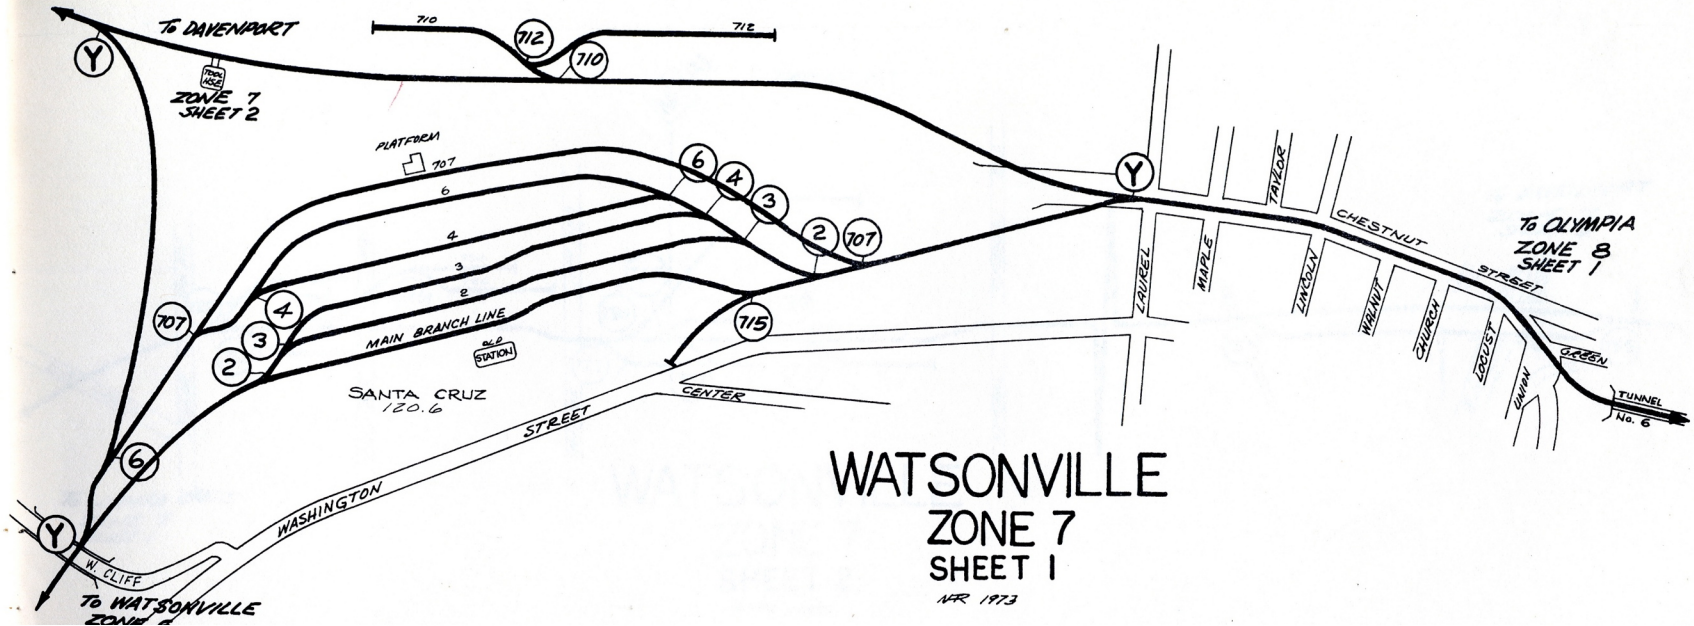 To DAVENPORT
Y
TOOL
HSE
ZONE 7
SHEET 2
710
712
712
710
PLATFORM
707
6
4
3
2
MAIN BRANCH LINE
OLD
STATION
SANTA CRUZ
120.6
6
4
3
2
707
715
707
4
3
2
6
Y
W. CLIFF
To WATSONVILLE
WASHINGTON
STREET
CENTER
Y
LAUREL
MAPLE
TAYLOR
LINCOLN
CHESTNUT
STREET
WALNUT
CHURCH
LOCUST
UNION
GREEN
To OLYMPIA
ZONE 8
SHEET 1
TUNNEL
No. 6
WATSONVILLE
ZONE 7
SHEET 1
1973